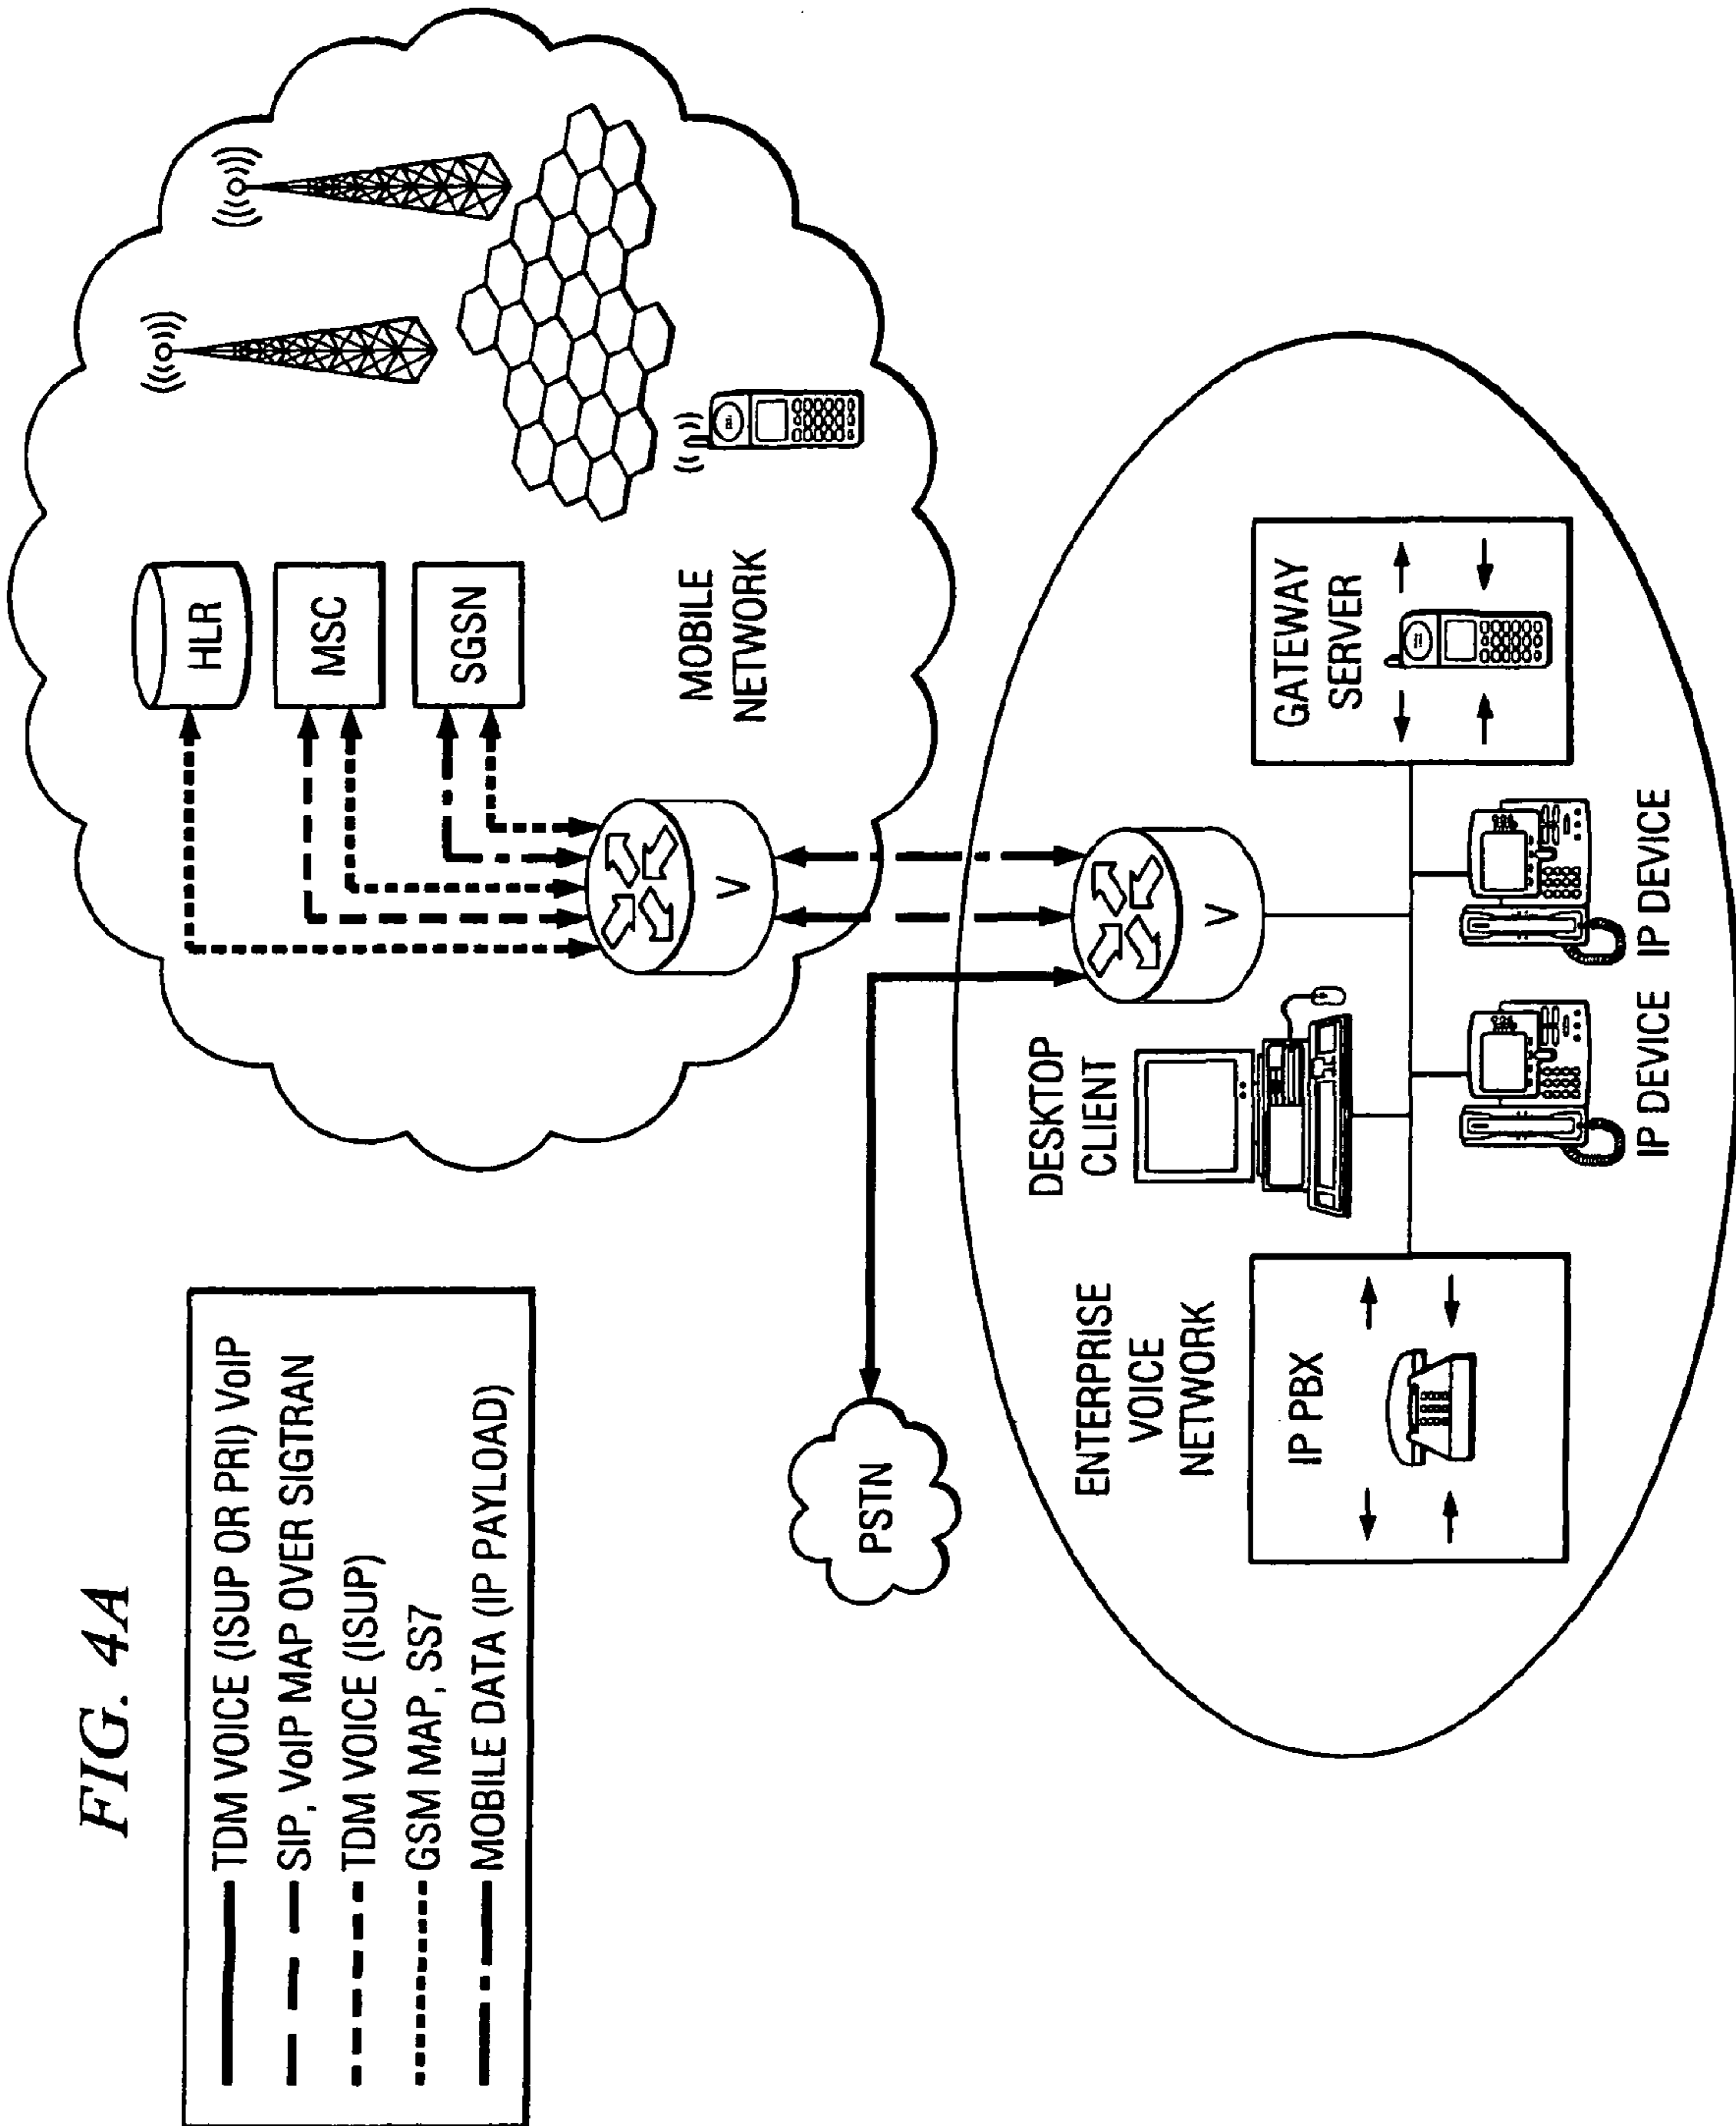 FIG. 4A
TDM VOICE (ISUP OR PRI) VoIP
SIP, VoIP MAP OVER SIGTRAN
TDM VOICE (ISUP)
GSM MAP, SS7
MOBILE DATA (IP PAYLOAD)
HLR
MSC
SGSN
MOBILE
NETWORK
V
PSTN
ENTERPRISE
VOICE
NETWORK
DESKTOP
CLIENT
V
IP PBX
GATEWAY
SERVER
IP DEVICE
IP DEVICE